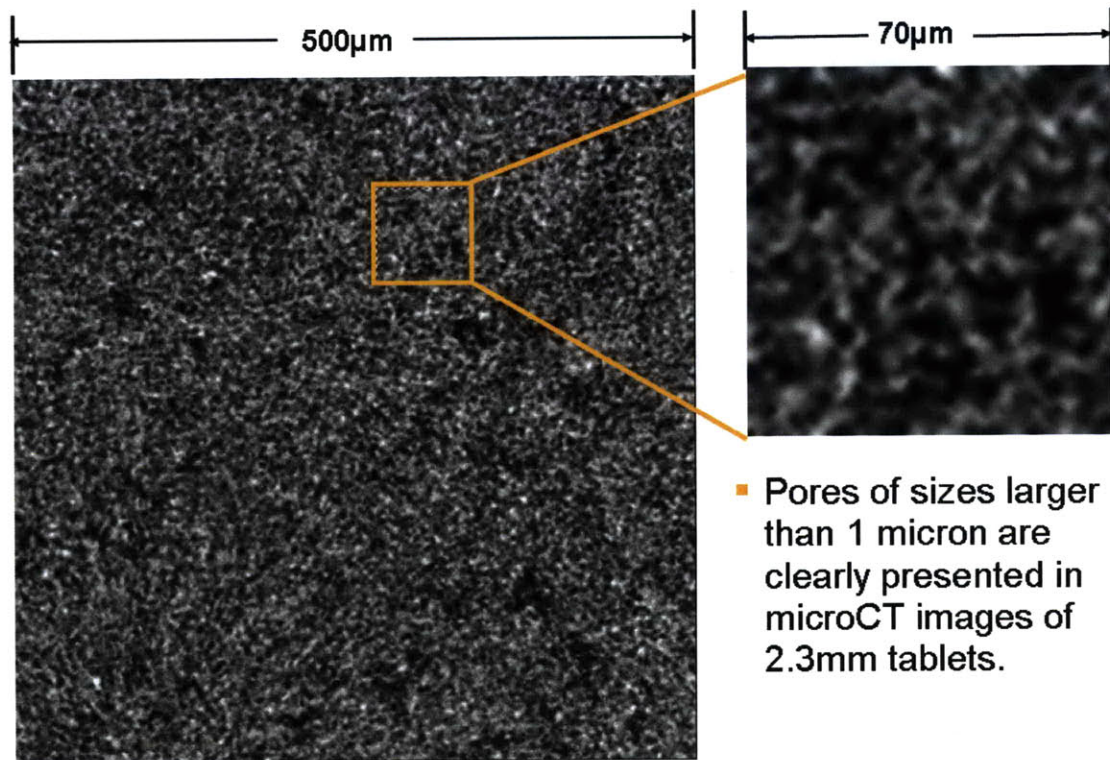 500µm
70µm
Pores of sizes larger
than 1 micron are
clearly presented in
microCT images of
2.3mm tablets.